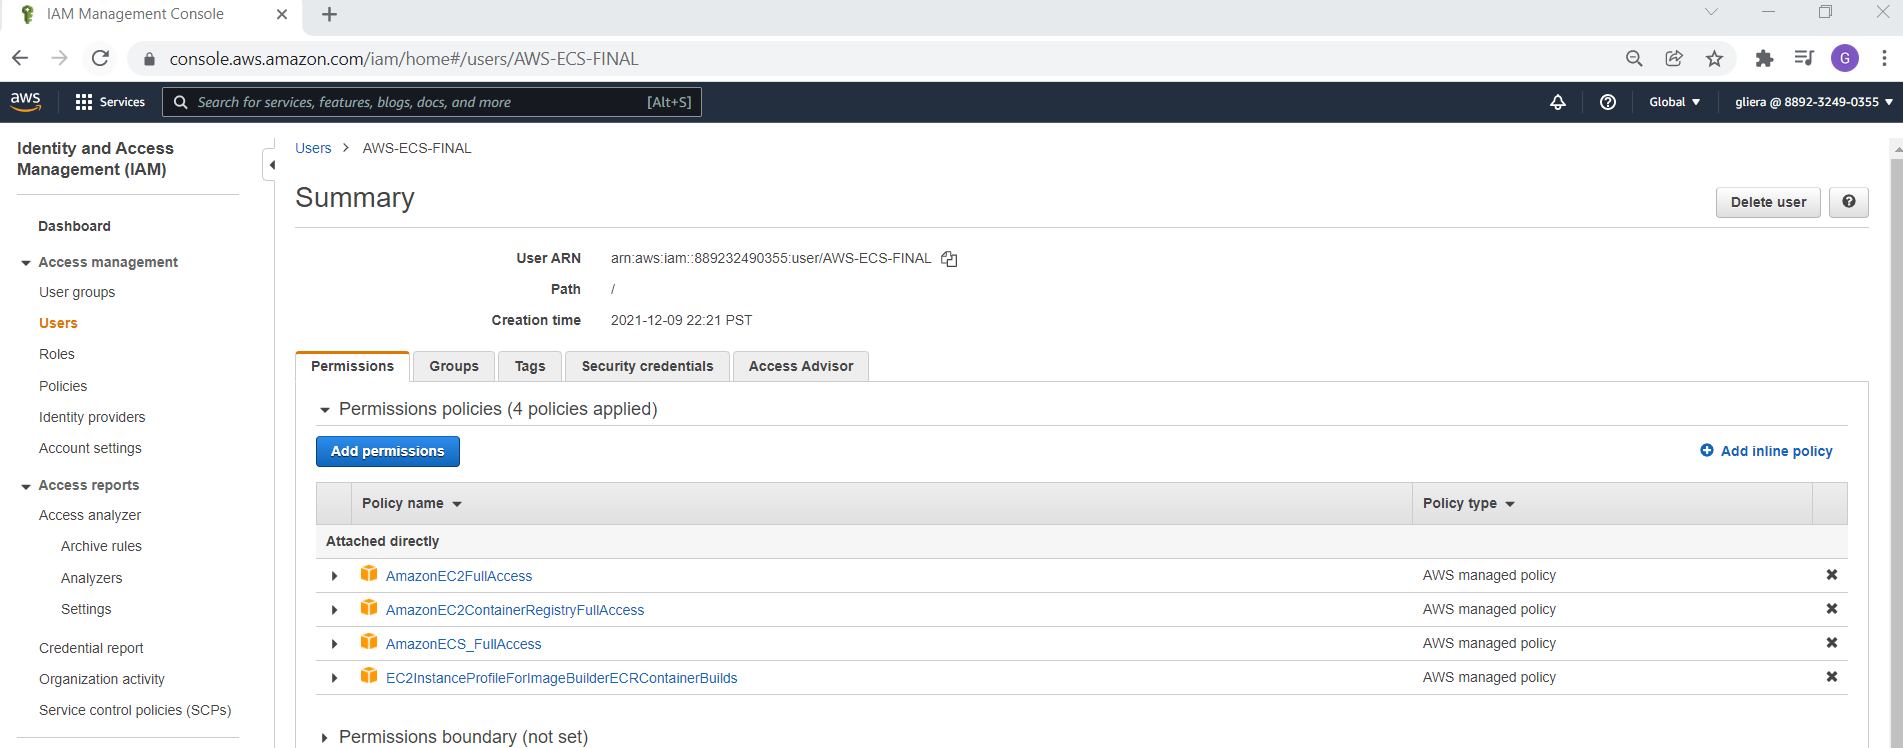 IAM Management Console
console.aws.amazon.com/iam/home#/users/AWS-ECS-FINAL
G
aws
Services
Search for services, features, blogs, docs, and more
[Alt+S]
Global
gliera @ 8892-3249-0355
Identity and Access
Management (IAM)
Dashboard
Access management
User groups
Users
Roles
Policies
Identity providers
Account settings
Access reports
Access analyzer
Archive rules
Analyzers
Settings
Credential report
Organization activity
Service control policies (SCPs)
Users > AWS-ECS-FINAL
Summary
Delete user
User ARN arn:aws:iam::889232490355:user/AWS-ECS-FINAL
Path /
Creation time 2021-12-09 22:21 PST
Permissions Groups Tags Security credentials Access Advisor
Permissions policies (4 policies applied)
Add permissions
Add inline policy
Policy name Policy type
Attached directly
AmazonEC2FullAccess AWS managed policy
AmazonEC2ContainerRegistryFullAccess AWS managed policy
AmazonECS_FullAccess AWS managed policy
EC2InstanceProfileForImageBuilderECRContainerBuilds AWS managed policy
Permissions boundary (not set)